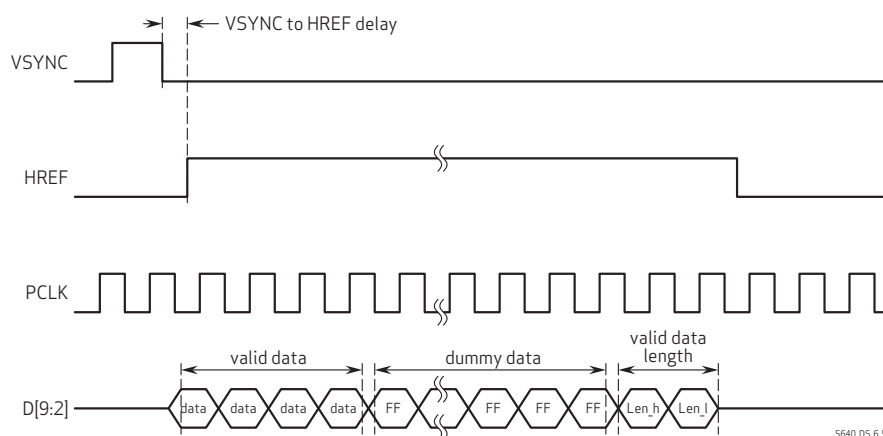 VSYNC to HREF delay
VSYNC
HREF
PCLK
valid data
dummy data
valid data
length
D[9:2]
data data data data FF FF FF FF Len_h Len_l